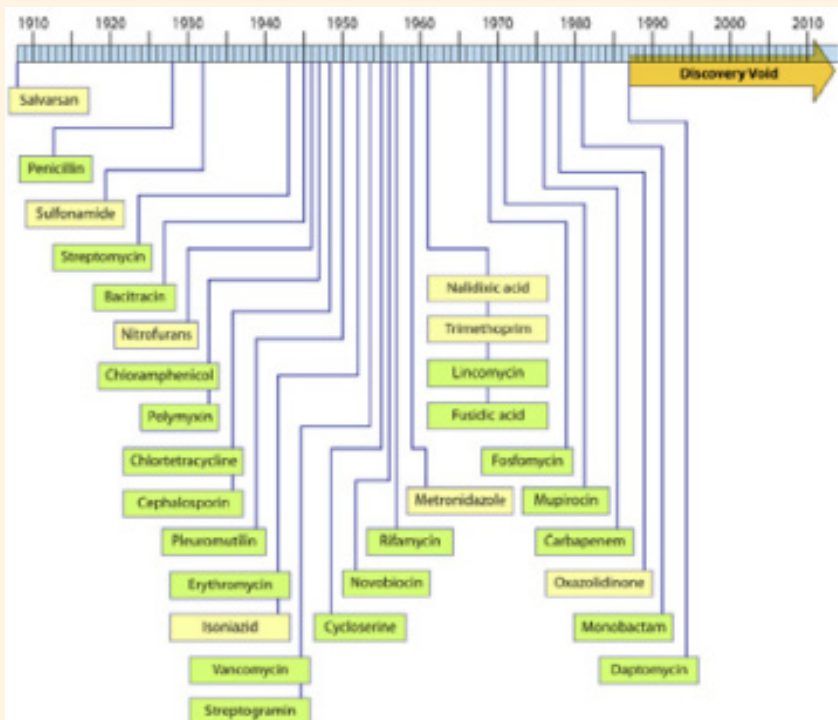 1910 1920 1930 1940 1950 1960 1970 1980 1990 2000 2010
Discovery Void
Salvarsan
Penicillin
Sulfonamide
Streptomycin
Bacitracin
Nitrofurans
Nalidixic acid
Trimethoprim
Chloramphenicol
Lincomycin
Polymyxin
Fusidic acid
Chlortetracycline
Fosfomycin
Cephalosporin
Metronidazole
Mupirocin
Pleuromutilin
Rifamycin
Carbapenem
Erythromycin
Novobiocin
Oxazolidinone
Isoniazid
Cycloserine
Monobactam
Vancomycin
Daptomycin
Streptogramin